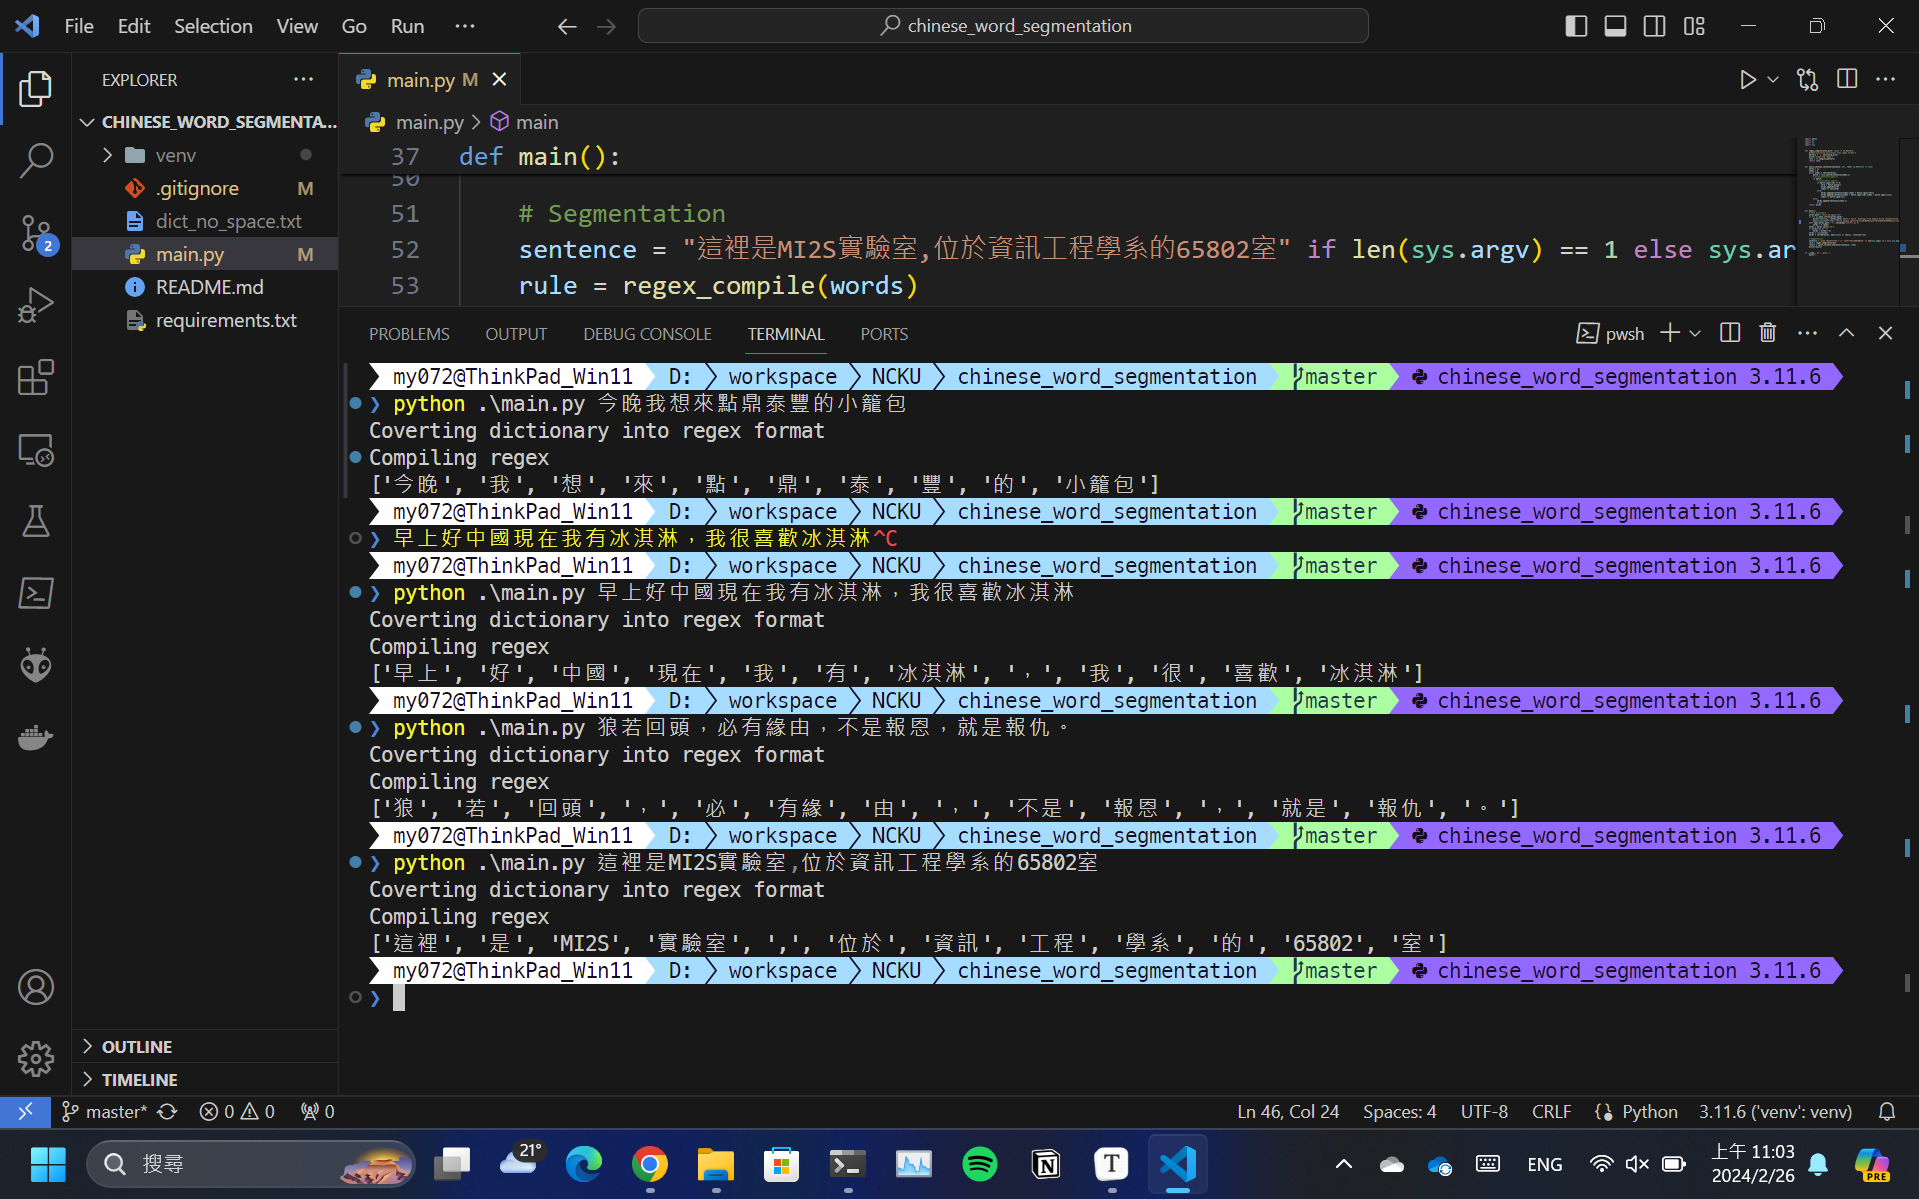 File Edit Selection View Go Run ··· chinese_word_segmentation
EXPLORER ···
CHINESE_WORD_SEGMENTA...
venv
.gitignore M
dict_no_space.txt
main.py M
README.md
requirements.txt
OUTLINE
TIMELINE
2
main.py M
main.py > main
37 def main():
50
51 # Segmentation
52 sentence = "這裡是MI2S實驗室,位於資訊工程學系的65802室" if len(sys.argv) == 1 else sys.ar
53 rule = regex_compile(words)
PROBLEMS OUTPUT DEBUG CONSOLE TERMINAL PORTS pwsh
my072@ThinkPad_Win11 D: workspace NCKU chinese_word_segmentation master chinese_word_segmentation 3.11.6
❯ python .\main.py 今晚我想來點鼎泰豐的小籠包
Coverting dictionary into regex format
Compiling regex
['今晚', '我', '想', '來', '點', '鼎', '泰', '豐', '的', '小籠包']
my072@ThinkPad_Win11 D: workspace NCKU chinese_word_segmentation master chinese_word_segmentation 3.11.6
❯ 早上好中國現在我有冰淇淋，我很喜歡冰淇淋^C
my072@ThinkPad_Win11 D: workspace NCKU chinese_word_segmentation master chinese_word_segmentation 3.11.6
❯ python .\main.py 早上好中國現在我有冰淇淋，我很喜歡冰淇淋
Coverting dictionary into regex format
Compiling regex
['早上', '好', '中國', '現在', '我', '有', '冰淇淋', '，', '我', '很', '喜歡', '冰淇淋']
my072@ThinkPad_Win11 D: workspace NCKU chinese_word_segmentation master chinese_word_segmentation 3.11.6
❯ python .\main.py 狼若回頭，必有緣由，不是報恩，就是報仇。
Coverting dictionary into regex format
Compiling regex
['狼', '若', '回頭', '，', '必', '有緣', '由', '，', '不是', '報恩', '，', '就是', '報仇', '。']
my072@ThinkPad_Win11 D: workspace NCKU chinese_word_segmentation master chinese_word_segmentation 3.11.6
❯ python .\main.py 這裡是MI2S實驗室,位於資訊工程學系的65802室
Coverting dictionary into regex format
Compiling regex
['這裡', '是', 'MI2S', '實驗室', ',', '位於', '資訊', '工程', '學系', '的', '65802', '室']
my072@ThinkPad_Win11 D: workspace NCKU chinese_word_segmentation master chinese_word_segmentation 3.11.6
❯
master* 0 0 0 Ln 46, Col 24 Spaces: 4 UTF-8 CRLF Python 3.11.6 ('venv': venv)
搜尋 21° ENG 上午 11:03
2024/2/26
PRE